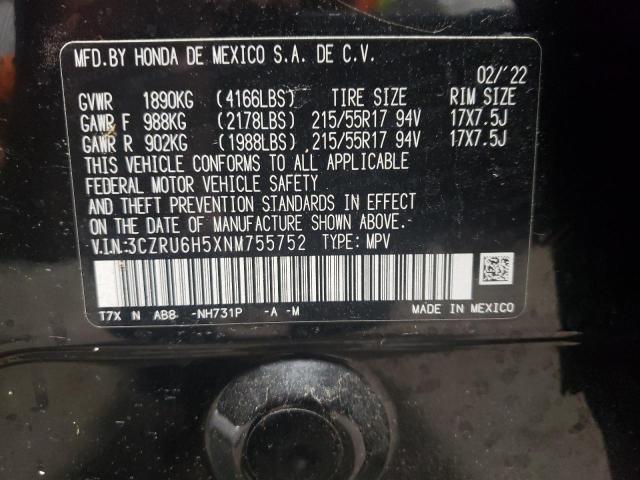 MFD.BY HONDA DE MEXICO S.A. DE C.V.
02/'22
GVWR 1890KG (4166LBS) TIRE SIZE RIM SIZE
GAWR F 988KG (2178LBS) 215/55R17 94V 17X7.5J
GAWR R 902KG (1988LBS) 215/55R17 94V 17X7.5J
THIS VEHICLE CONFORMS TO ALL APPLICABLE
FEDERAL MOTOR VEHICLE SAFETY
AND THEFT PREVENTION STANDARDS IN EFFECT
ON THE DATE OF MANUFACTURE SHOWN ABOVE.
V.I.N.:3CZRU6H5XNM755752 TYPE: MPV
T7X N AB8 -NH731P -A -M MADE IN MEXICO